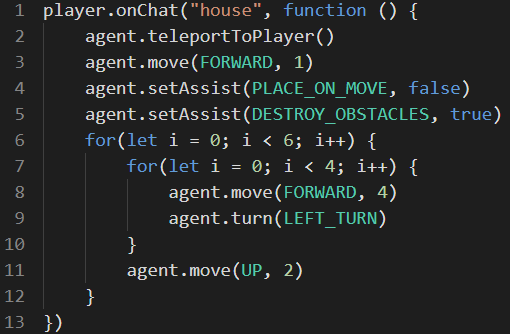 1 player.onChat("house", function () {
2     agent.teleportToPlayer()
3     agent.move(FORWARD, 1)
4     agent.setAssist(PLACE_ON_MOVE, false)
5     agent.setAssist(DESTROY_OBSTACLES, true)
6     for(let i = 0; i < 6; i++) {
7         for(let i = 0; i < 4; i++) {
8             agent.move(FORWARD, 4)
9             agent.turn(LEFT_TURN)
10         }
11         agent.move(UP, 2)
12     }
13 })